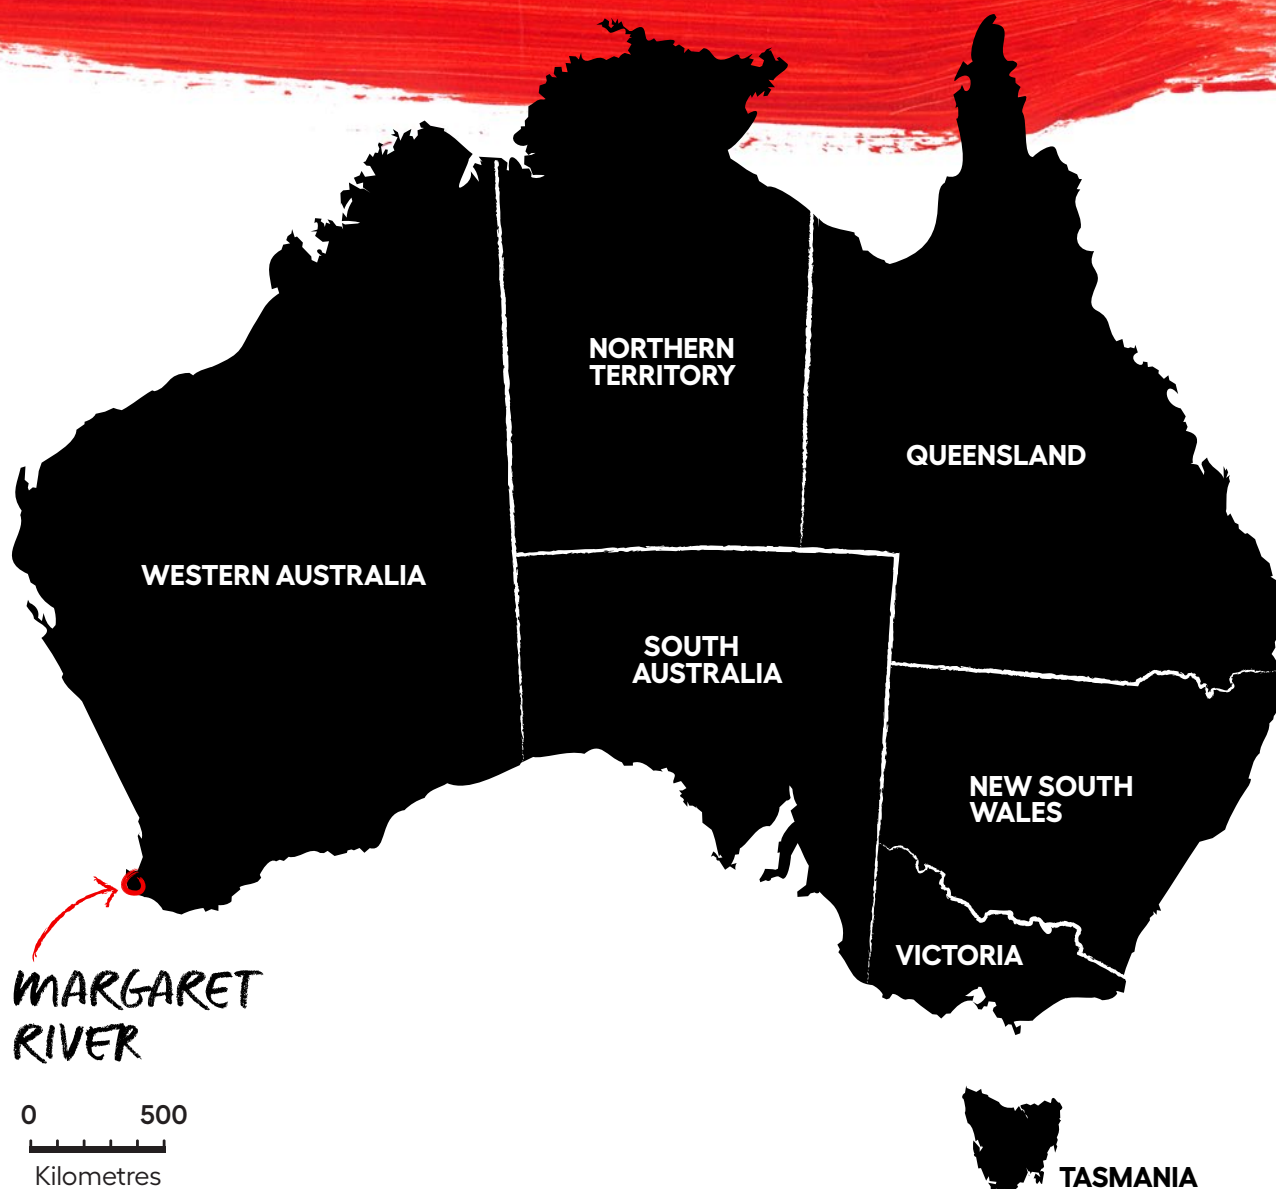 NORTHERN
TERRITORY
QUEENSLAND
WESTERN AUSTRALIA
SOUTH
AUSTRALIA
NEW SOUTH
WALES
VICTORIA
MARGARET
RIVER
0 500
Kilometres
TASMANIA